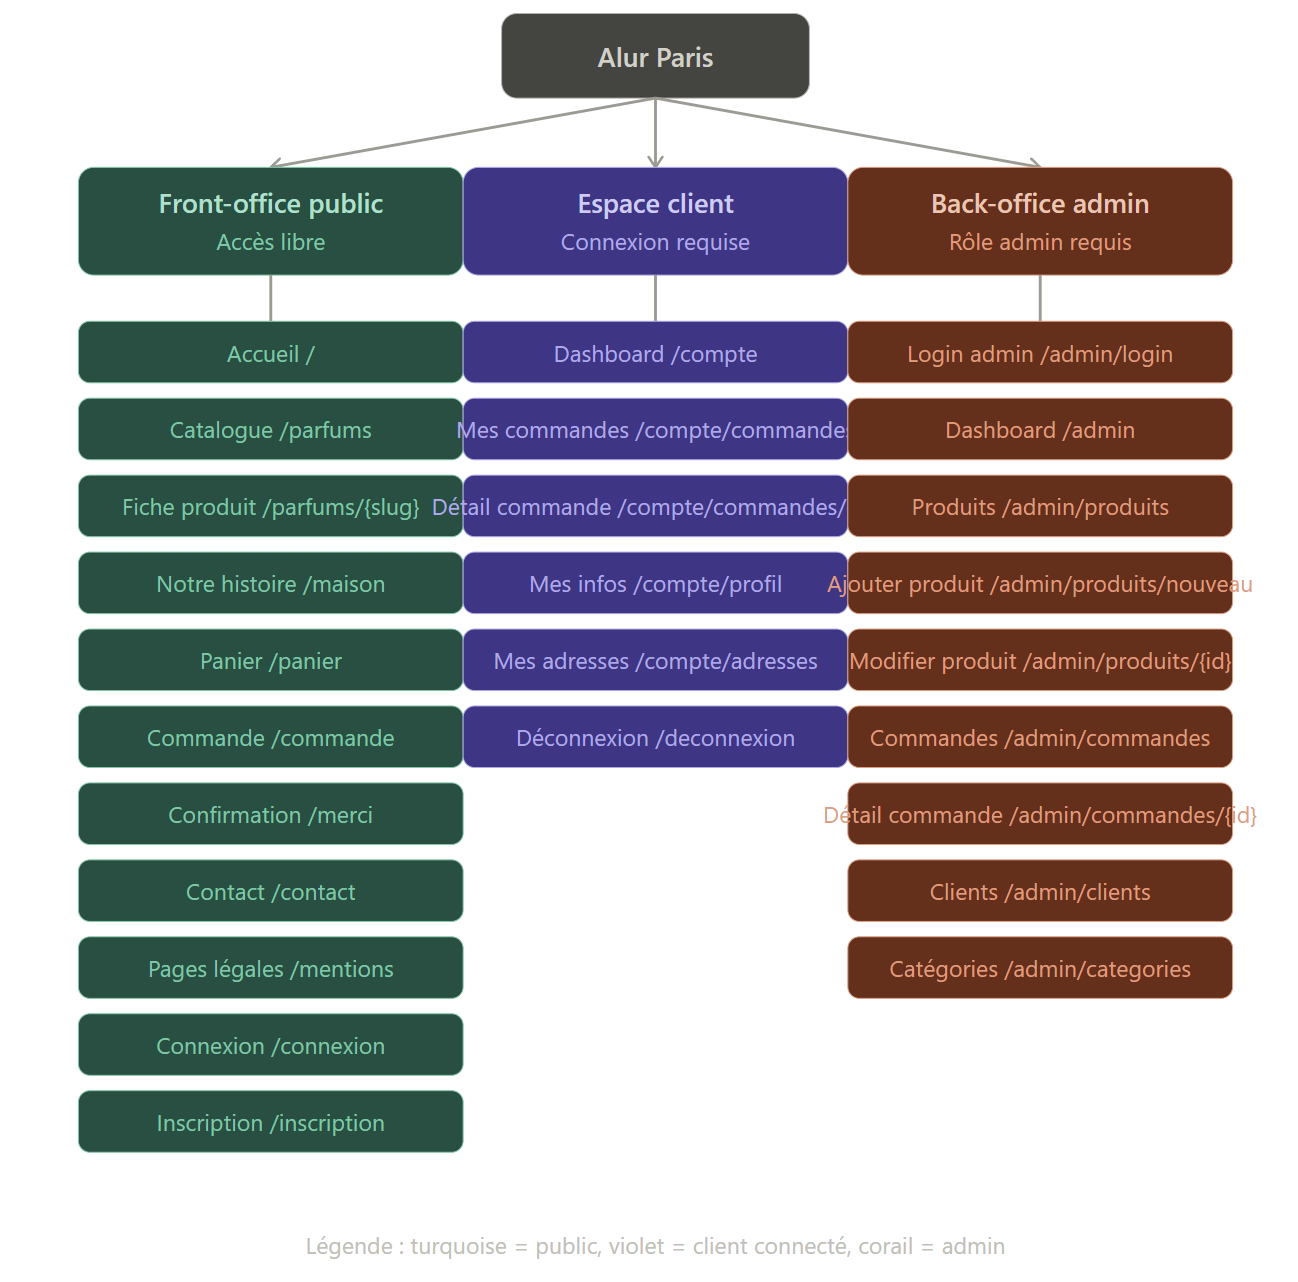 Alur Paris
Front-office public
Accès libre
Espace client
Connexion requise
Back-office admin
Rôle admin requis
Accueil /
Catalogue /parfums
Fiche produit /parfums/{slug}
Notre histoire /maison
Panier /panier
Commande /commande
Confirmation /merci
Contact /contact
Pages légales /mentions
Connexion /connexion
Inscription /inscription
Dashboard /compte
Mes commandes /compte/commandes
Détail commande /compte/commandes/
Mes infos /compte/profil
Mes adresses /compte/adresses
Déconnexion /deconnexion
Login admin /admin/login
Dashboard /admin
Produits /admin/produits
Ajouter produit /admin/produits/nouveau
Modifier produit /admin/produits/{id}
Commandes /admin/commandes
Détail commande /admin/commandes/{id}
Clients /admin/clients
Catégories /admin/categories
Légende : turquoise = public, violet = client connecté, corail = admin